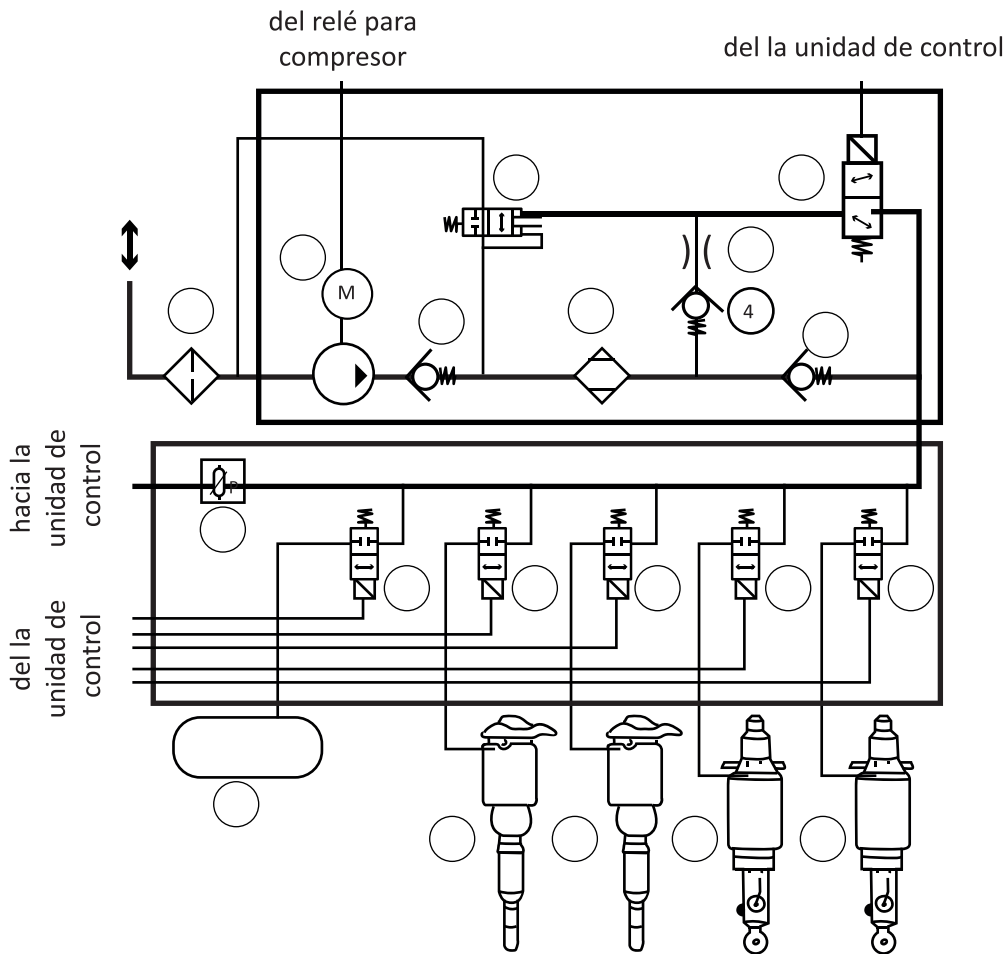 del relé para
compresor
del la unidad de control
M
4
hacia la
unidad de
control
P
del la
unidad de
control